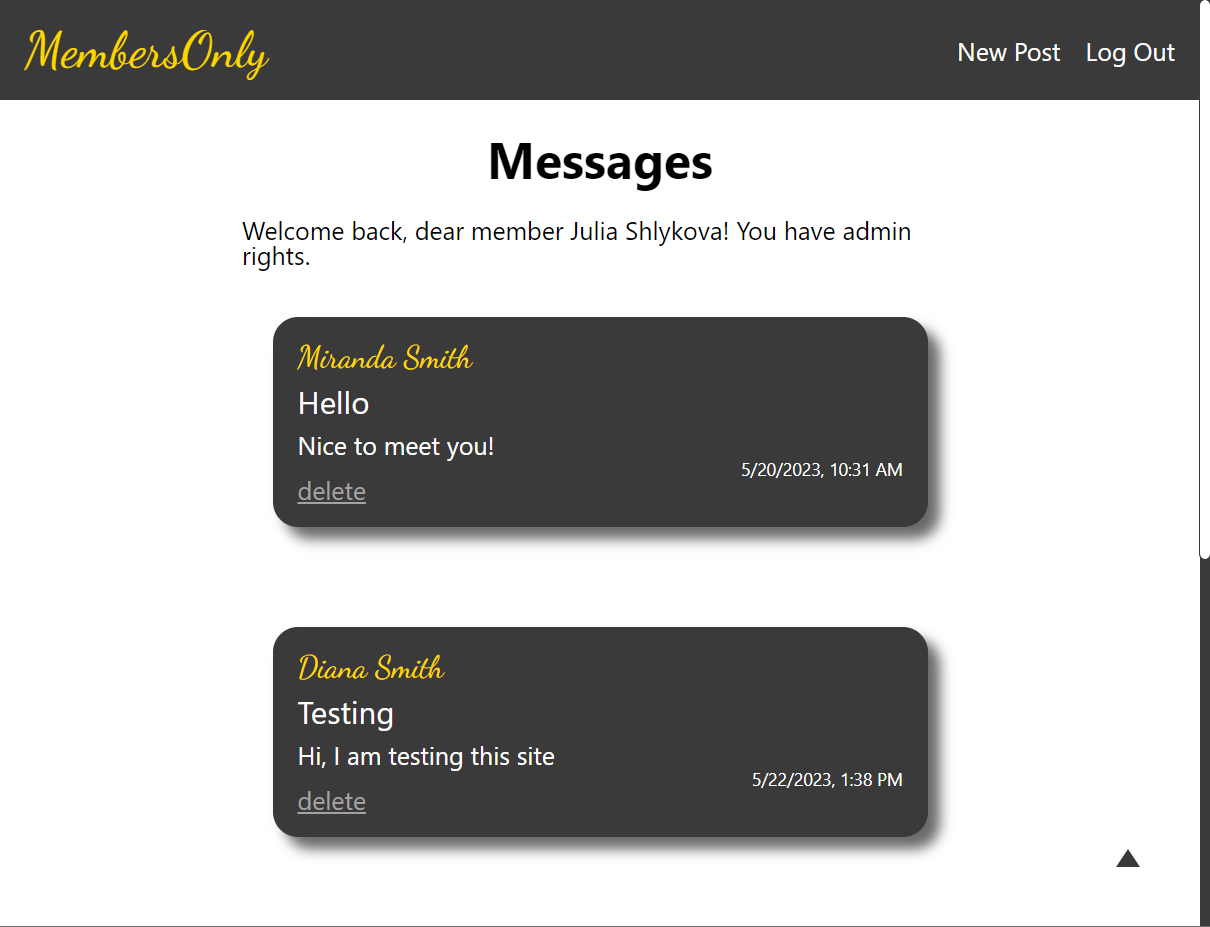 MembersOnly
New Post
Log Out
Messages
Welcome back, dear member Julia Shlykova! You have admin
rights.
Miranda Smith
Hello
Nice to meet you!
5/20/2023, 10:31 AM
delete
Diana Smith
Testing
Hi, I am testing this site
5/22/2023, 1:38 PM
delete